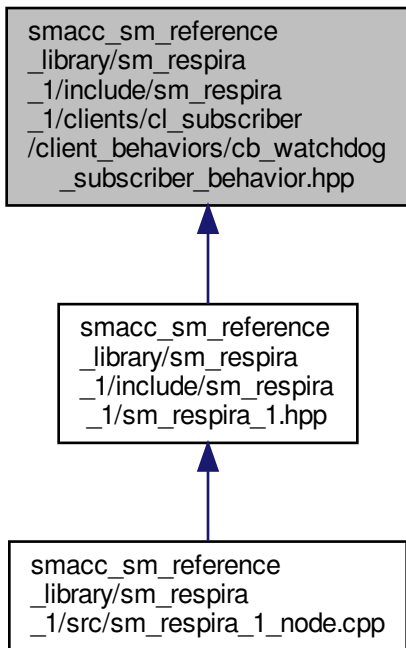 smacc_sm_reference
_library/sm_respira
_1/include/sm_respira
_1/clients/cl_subscriber
/client_behaviors/cb_watchdog
_subscriber_behavior.hpp
smacc_sm_reference
_library/sm_respira
_1/include/sm_respira
_1/sm_respira_1.hpp
smacc_sm_reference
_library/sm_respira
_1/src/sm_respira_1_node.cpp